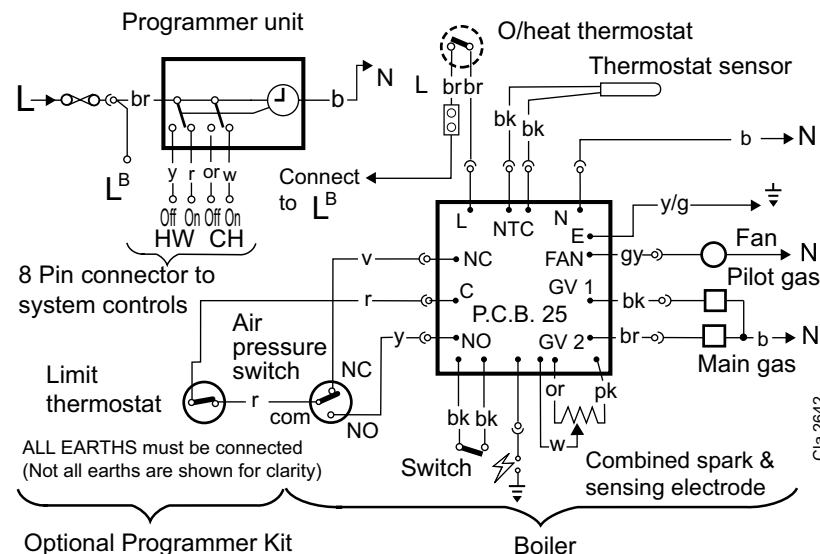 Programmer unit
O/heat thermostat
Thermostat sensor
L
br
b
N
L
br
br
bk
bk
b
N
L^B
y
r
or
w
Off
On
Off
On
HW
CH
Connect
to L^B
8 Pin connector to
system controls
L
NTC
N
E
y/g
FAN
gy
Fan
N
v
NC
GV 1
Pilot gas
bk
r
C
P.C.B. 25
y
NO
GV 2
br
b
N
Main gas
Air
pressure
switch
NC
Limit
thermostat
r
com
NO
bk
bk
or
pk
w
Switch
Combined spark &
sensing electrode
ALL EARTHS must be connected
(Not all earths are shown for clarity)
Optional Programmer Kit
Boiler
Cla 2642